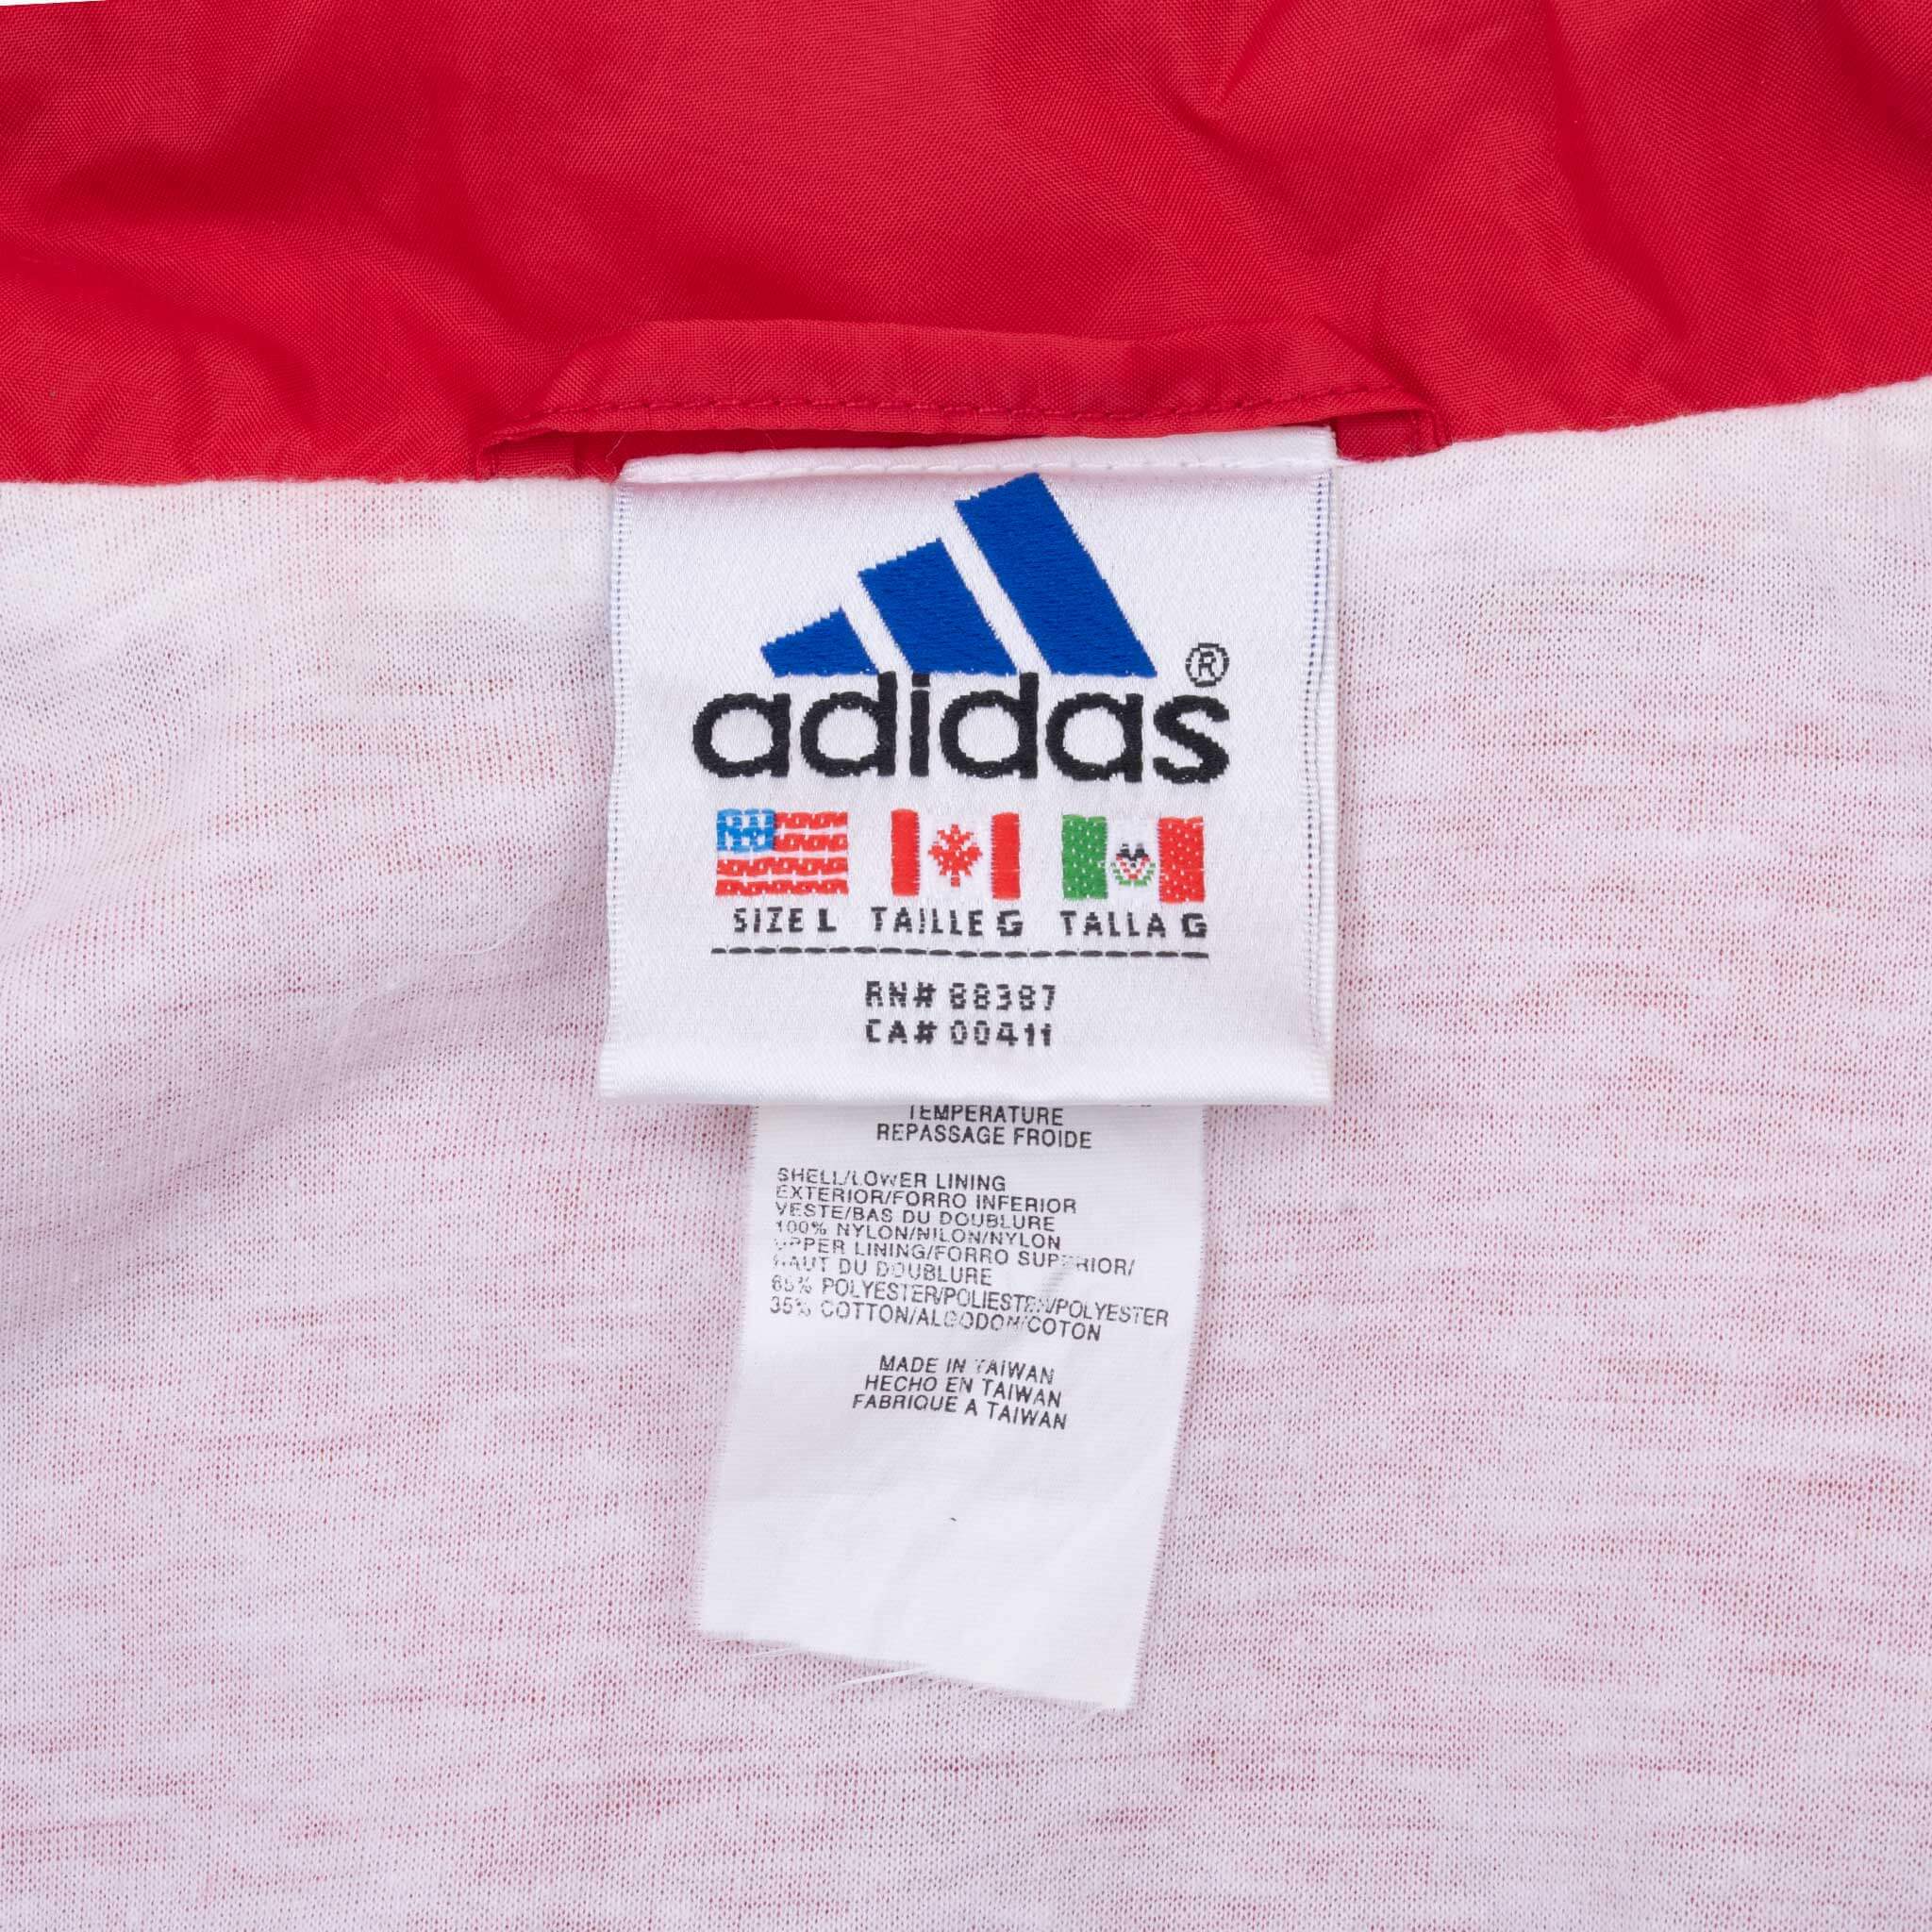 adidas®
SIZE L TAILLE G TALLA G
RN# 88387
CA# 00411
TEMPERATURE
REPASSAGE FROIDE
SHELL/LOWER LINING
EXTERIOR/FORRO INFERIOR
VESTE/BAS DU DOUBLURE
100% NYLON/NILON/NYLON
UPPER LINING/FORRO SUPERIOR/
HAUT DU DOUBLURE
65% POLYESTER/POLIESTER/POLYESTER
35% COTTON/ALGODON/COTON
MADE IN TAIWAN
HECHO EN TAIWAN
FABRIQUE A TAIWAN